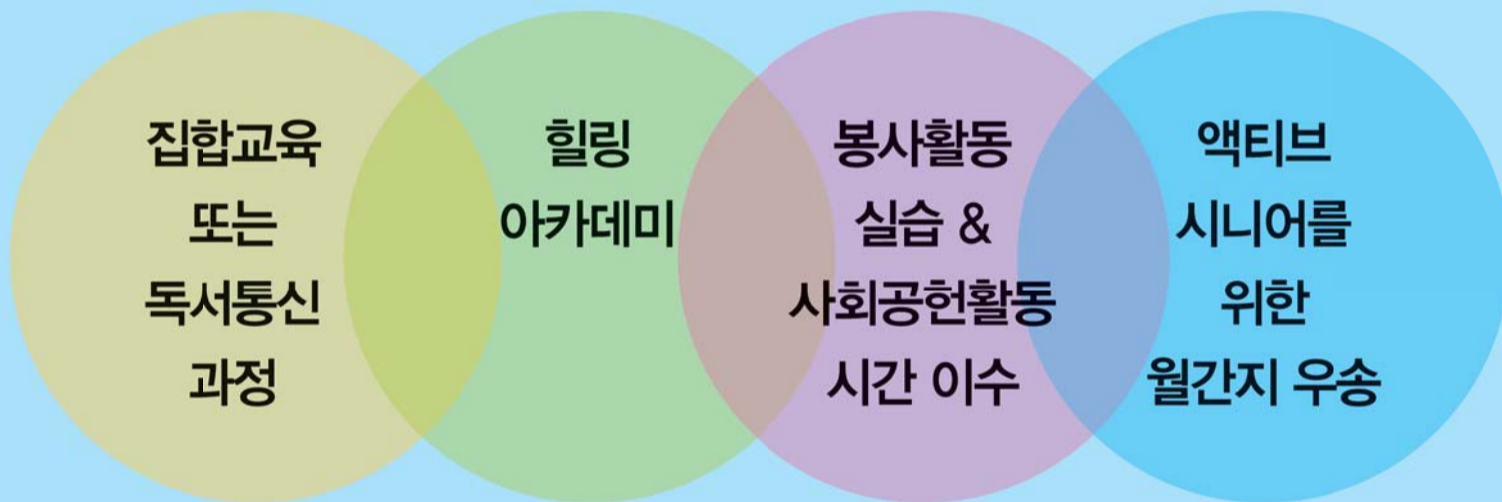 집합교육
또는
독서통신
과정
힐링
아카데미
봉사활동
실습 &
사회공헌활동
시간 이수
액티브
시니어를
위한
월간지 우송